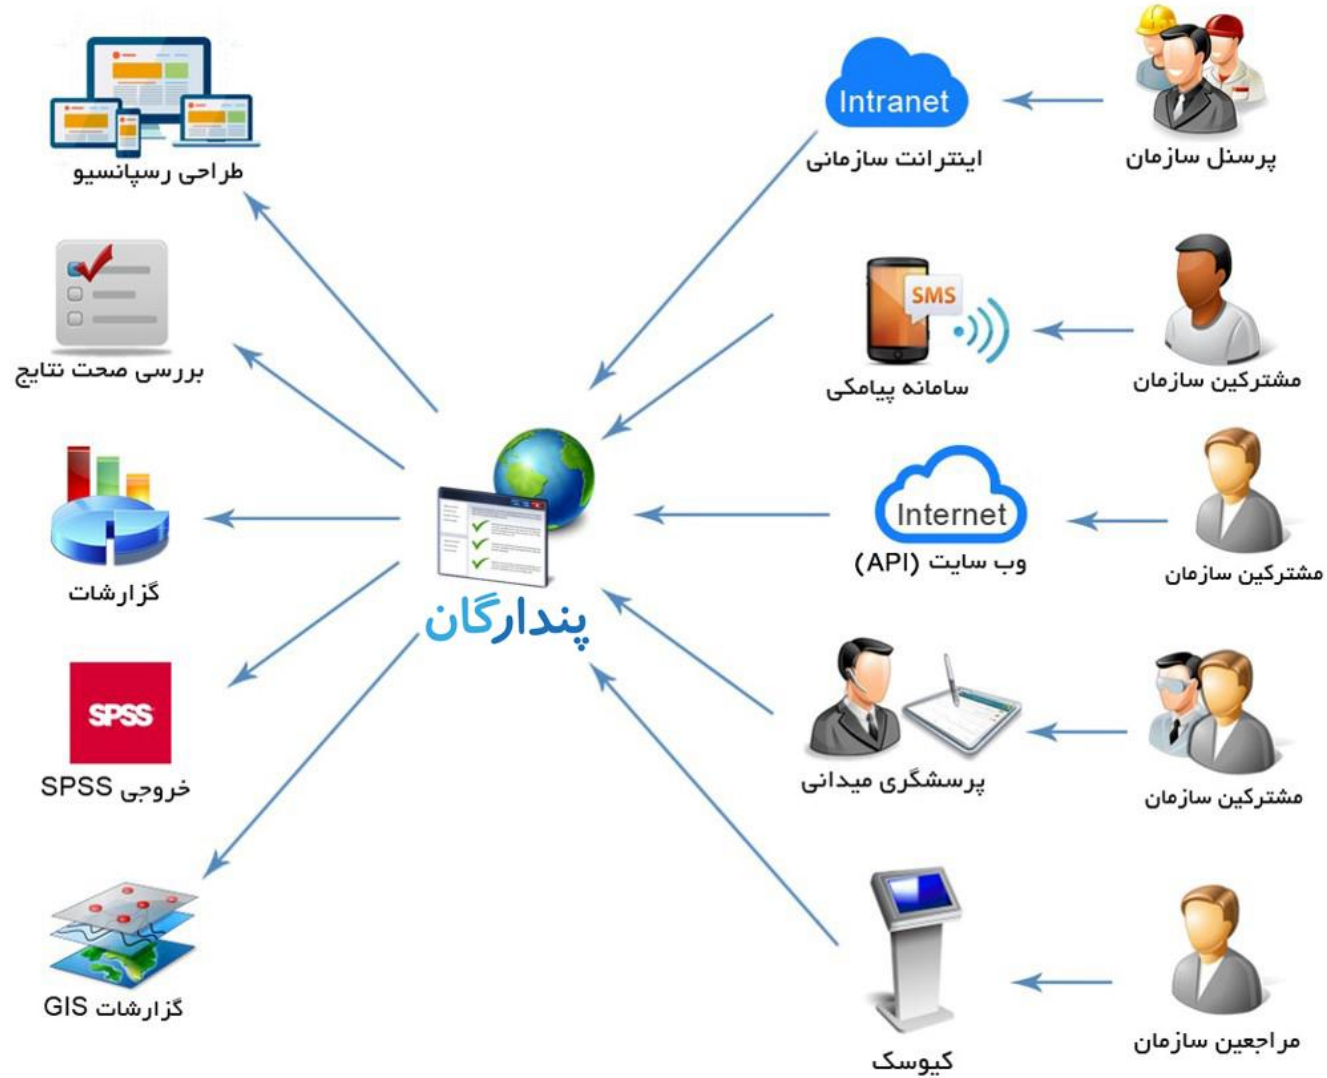 پرسنل سازمان
Intranet
اینترانت سازمانی
طراحی رسپانسیو
مشترکین سازمان
SMS
سامانه پیامکی
بررسی صحت نتایج
مشترکین سازمان
Internet
وب سایت (API)
پندارگان
گزارشات
مشترکین سازمان
پرسشگری میدانی
SPSS
خروجی SPSS
مراجعین سازمان
کیوسک
گزارشات GIS